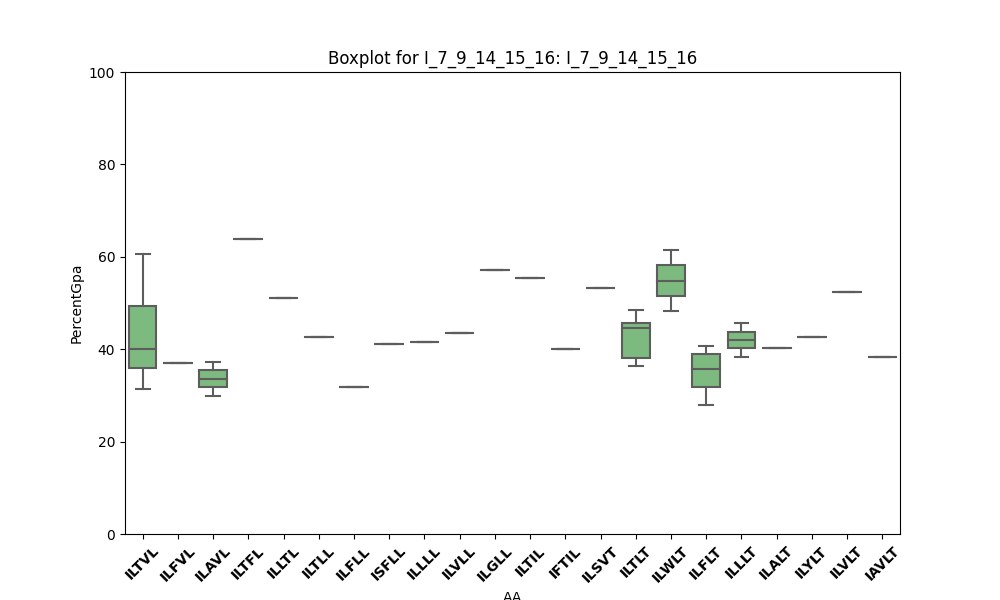 Boxplot for I_7_9_14_15_16: I_7_9_14_15_16
100
80
60
40
20
0
PercentGpa
ILTVL ILFVL ILAVL ILTFL ILLTL ILTLL ILFLL ISFLL ILLLL ILVLL ILGLL ILTIL IFTIL ILSVT ILTLT ILWLT ILFLT ILLLT ILALT ILYLT ILVLT IAVLT
AA